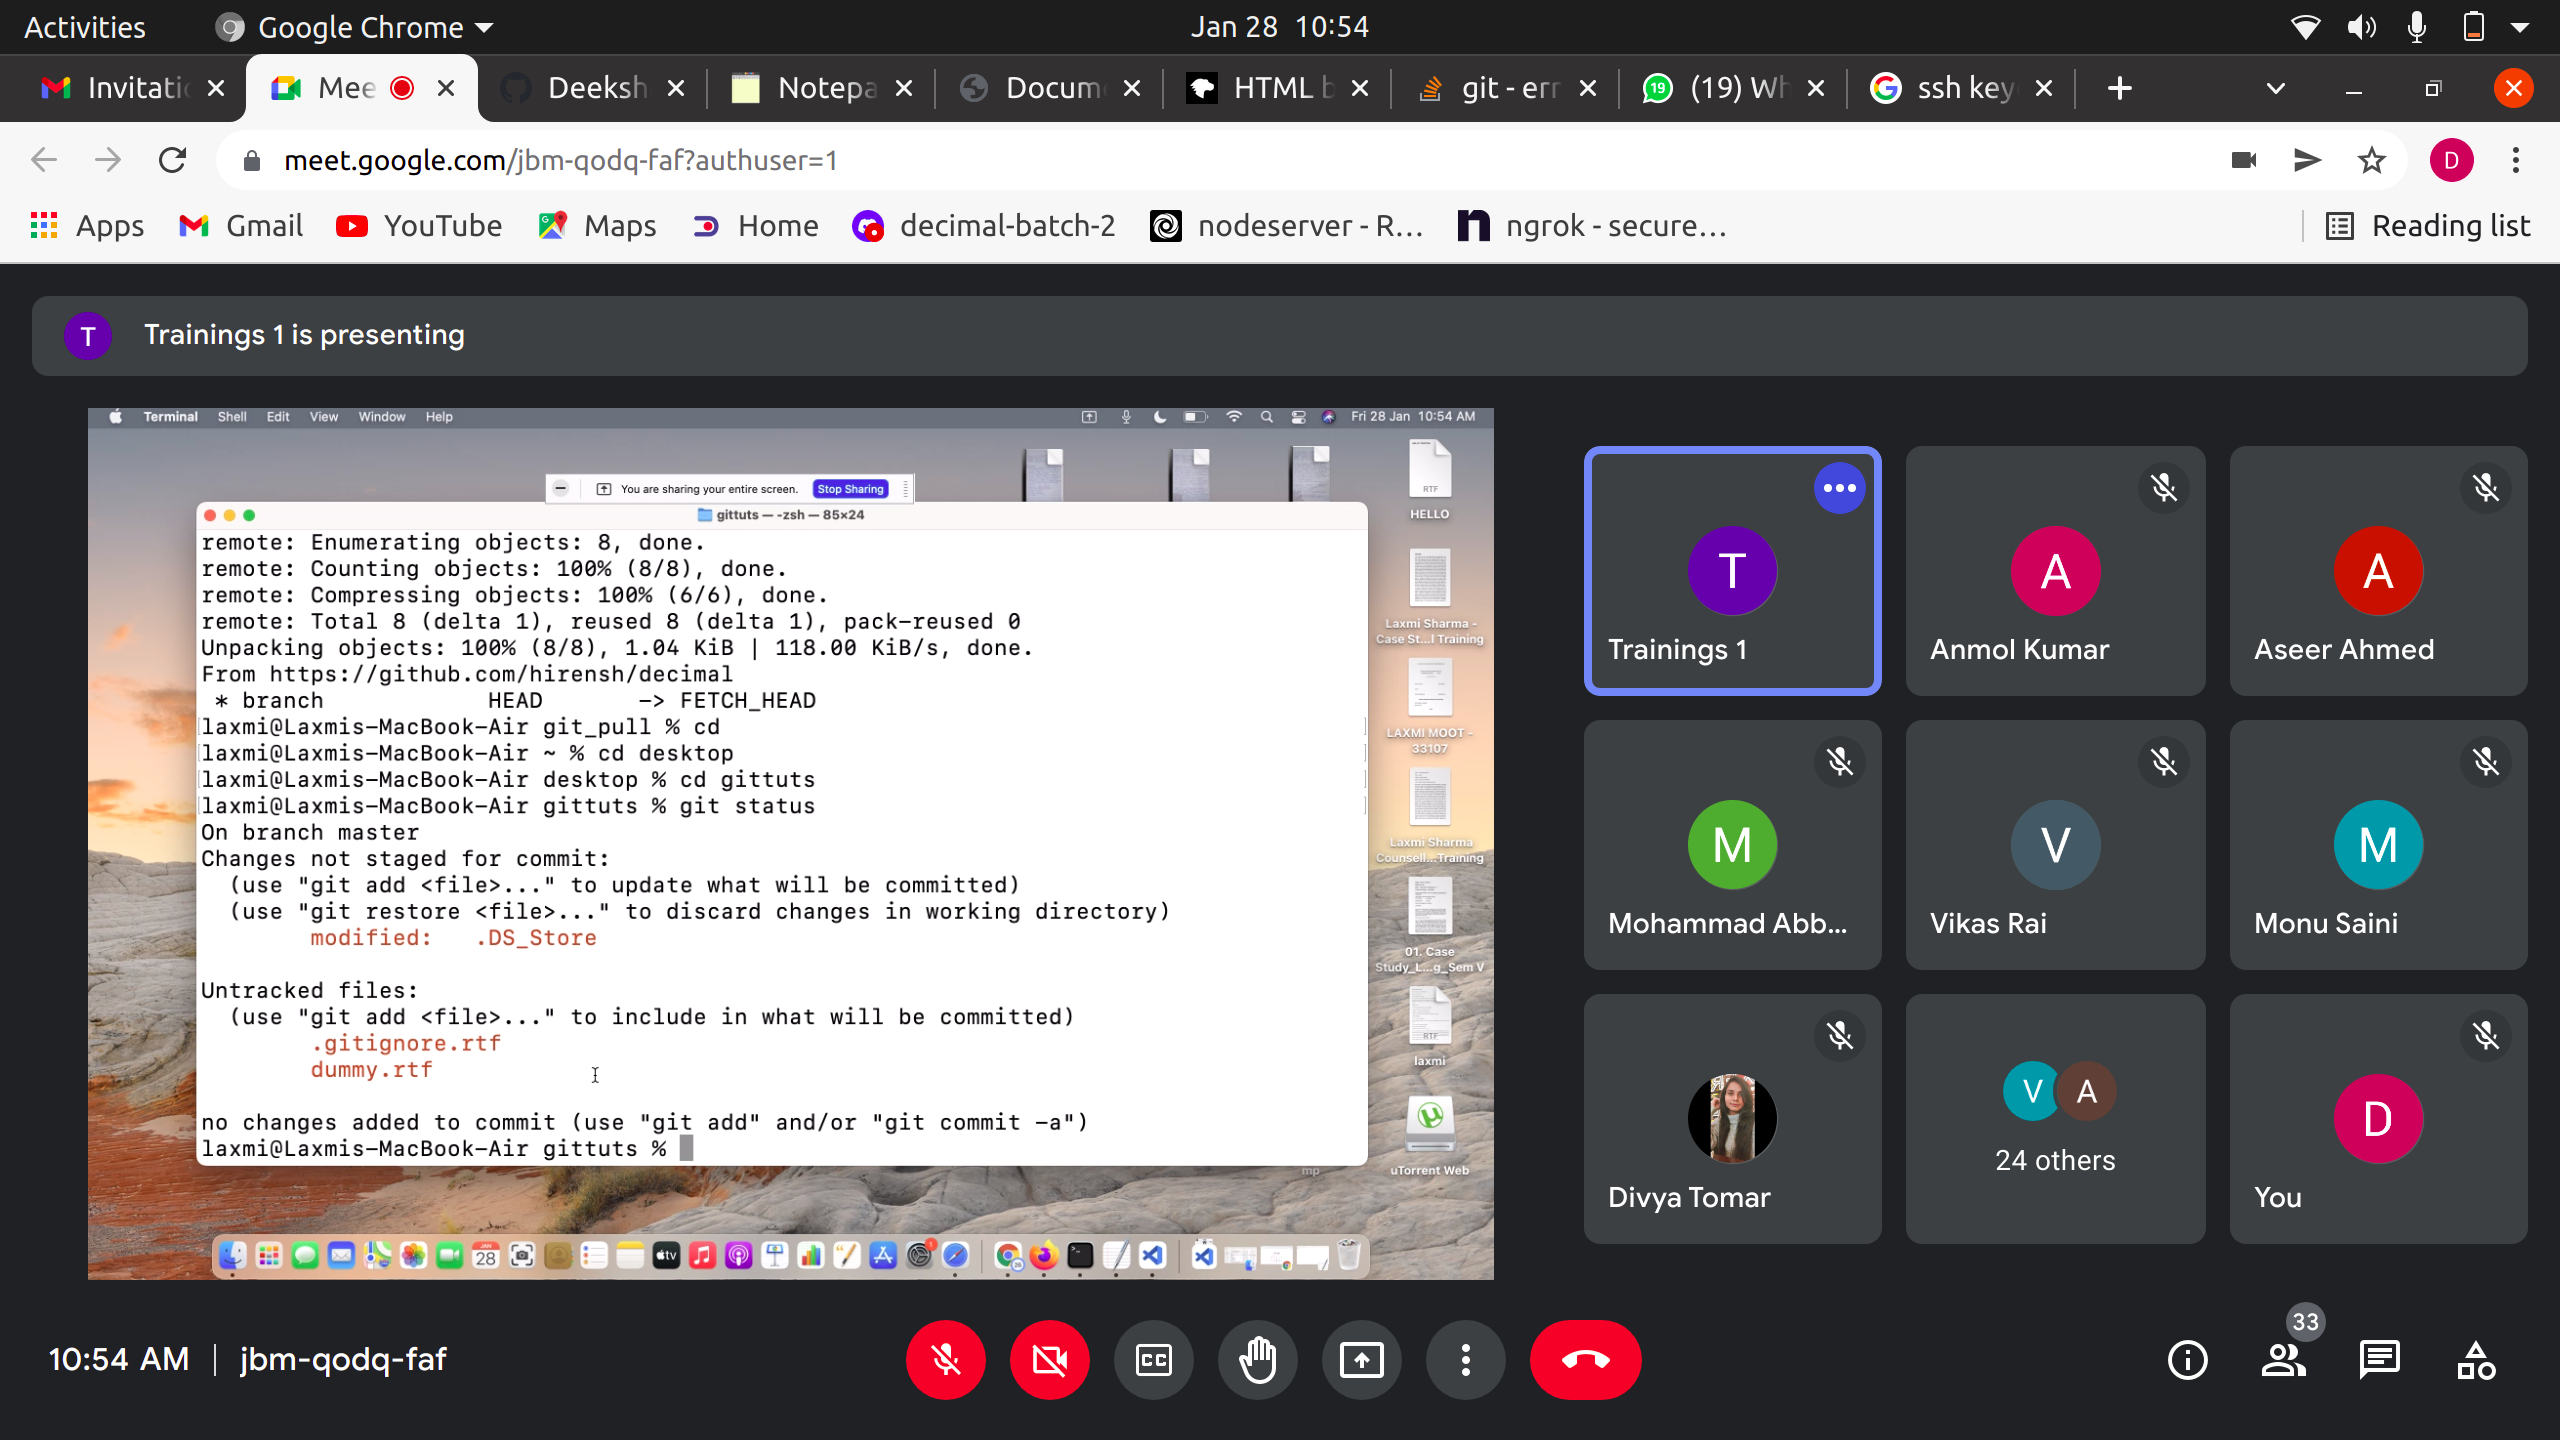 Activities Google Chrome Jan 28 10:54
Invitatio Mee Deeksh Notepa Docum HTML b git - err 19 (19) Wh ssh key
meet.google.com/jbm-qodq-faf?authuser=1 D
Apps Gmail YouTube Maps Home decimal-batch-2 nodeserver - R... ngrok - secure... Reading list
T Trainings 1 is presenting
Terminal Shell Edit View Window Help Fri 28 Jan 10:54 AM
You are sharing your entire screen. Stop Sharing
gittuts — -zsh — 85×24
remote: Enumerating objects: 8, done.
remote: Counting objects: 100% (8/8), done.
remote: Compressing objects: 100% (6/6), done.
remote: Total 8 (delta 1), reused 8 (delta 1), pack-reused 0
Unpacking objects: 100% (8/8), 1.04 KiB | 118.00 KiB/s, done.
From https://github.com/hirensh/decimal
* branch HEAD -> FETCH_HEAD
laxmi@Laxmis-MacBook-Air git_pull % cd
laxmi@Laxmis-MacBook-Air ~ % cd desktop
laxmi@Laxmis-MacBook-Air desktop % cd gittuts
laxmi@Laxmis-MacBook-Air gittuts % git status
On branch master
Changes not staged for commit:
(use "git add <file>..." to update what will be committed)
(use "git restore <file>..." to discard changes in working directory)
modified: .DS_Store
Untracked files:
(use "git add <file>..." to include in what will be committed)
.gitignore.rtf
dummy.rtf
no changes added to commit (use "git add" and/or "git commit -a")
laxmi@Laxmis-MacBook-Air gittuts %
RTF
HELLO
Laxmi Sharma -
Case St...l Training
LAXMI MOOT -
33107
Laxmi Sharma
Counsell...Training
01. Case
Study_L...g_Sem V
RTF
laxmi
mp
uTorrent Web
JAN
28
tv
1
T
Trainings 1
A
Anmol Kumar
A
Aseer Ahmed
M
Mohammad Abb...
V
Vikas Rai
M
Monu Saini
Divya Tomar
V A
24 others
D
You
10:54 AM | jbm-qodq-faf
CC
33